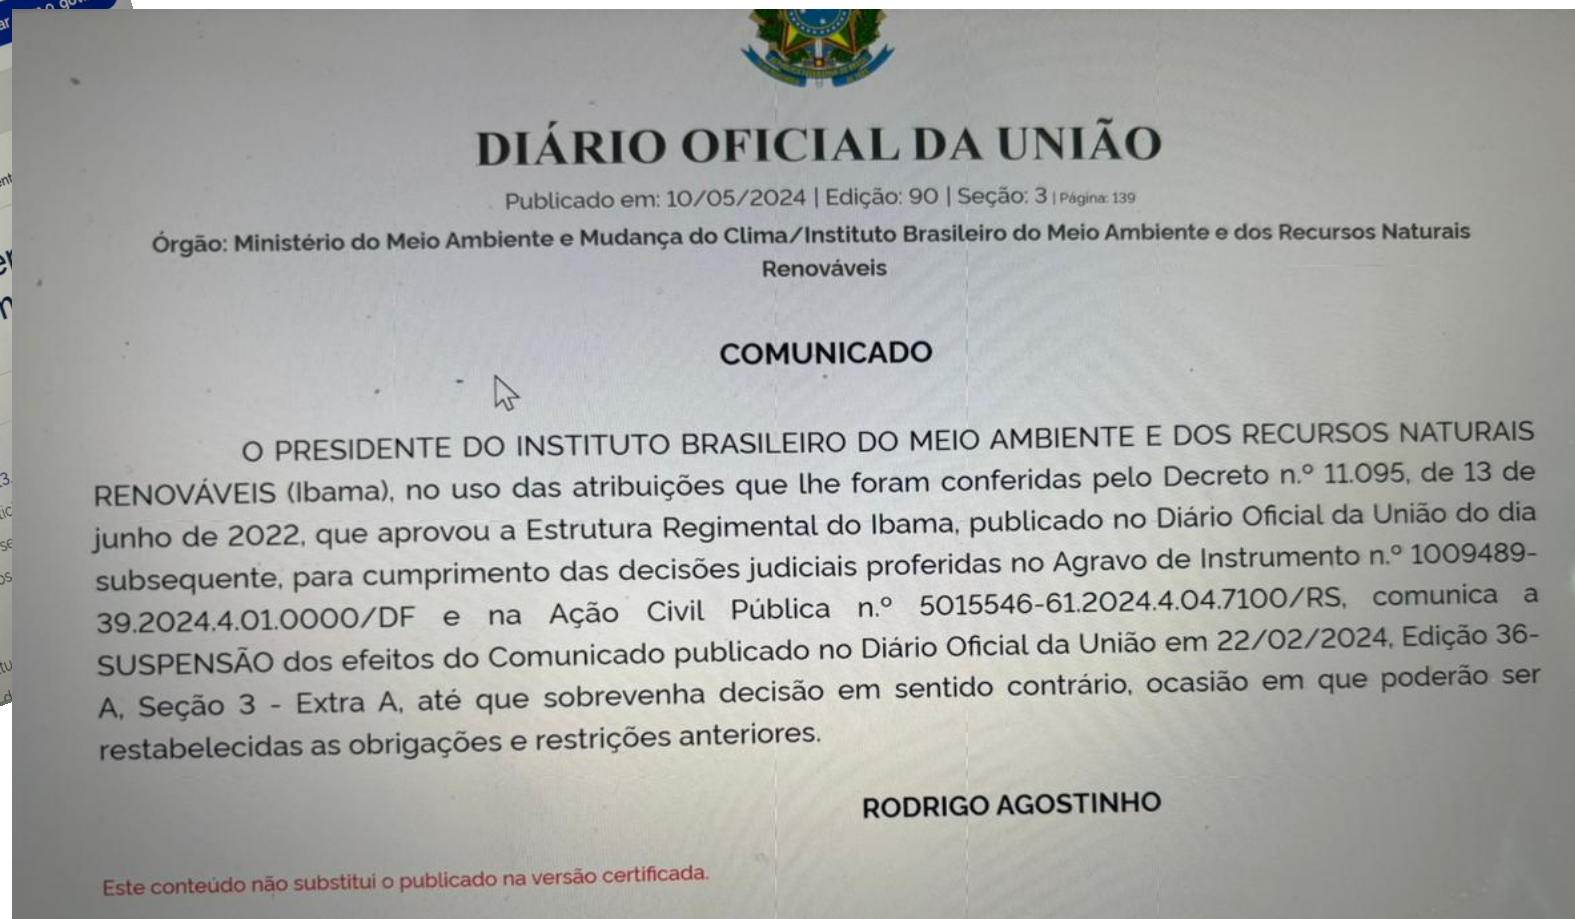 DIÁRIO OFICIAL DA UNIÃO
Publicado em: 10/05/2024 | Edição: 90 | Seção: 3 | Página: 139
Órgão: Ministério do Meio Ambiente e Mudança do Clima/Instituto Brasileiro do Meio Ambiente e dos Recursos Naturais
Renováveis
COMUNICADO
O PRESIDENTE DO INSTITUTO BRASILEIRO DO MEIO AMBIENTE E DOS RECURSOS NATURAIS
RENOVÁVEIS (Ibama), no uso das atribuições que lhe foram conferidas pelo Decreto n.º 11.095, de 13 de
junho de 2022, que aprovou a Estrutura Regimental do Ibama, publicado no Diário Oficial da União do dia
subsequente, para cumprimento das decisões judiciais proferidas no Agravo de Instrumento n.º 1009489-
39.2024.4.01.0000/DF e na Ação Civil Pública n.º 5015546-61.2024.4.04.7100/RS, comunica a
SUSPENSÃO dos efeitos do Comunicado publicado no Diário Oficial da União em 22/02/2024, Edição 36-
A, Seção 3 - Extra A, até que sobrevenha decisão em sentido contrário, ocasião em que poderão ser
restabelecidas as obrigações e restrições anteriores.
RODRIGO AGOSTINHO
Este conteúdo não substitui o publicado na versão certificada.